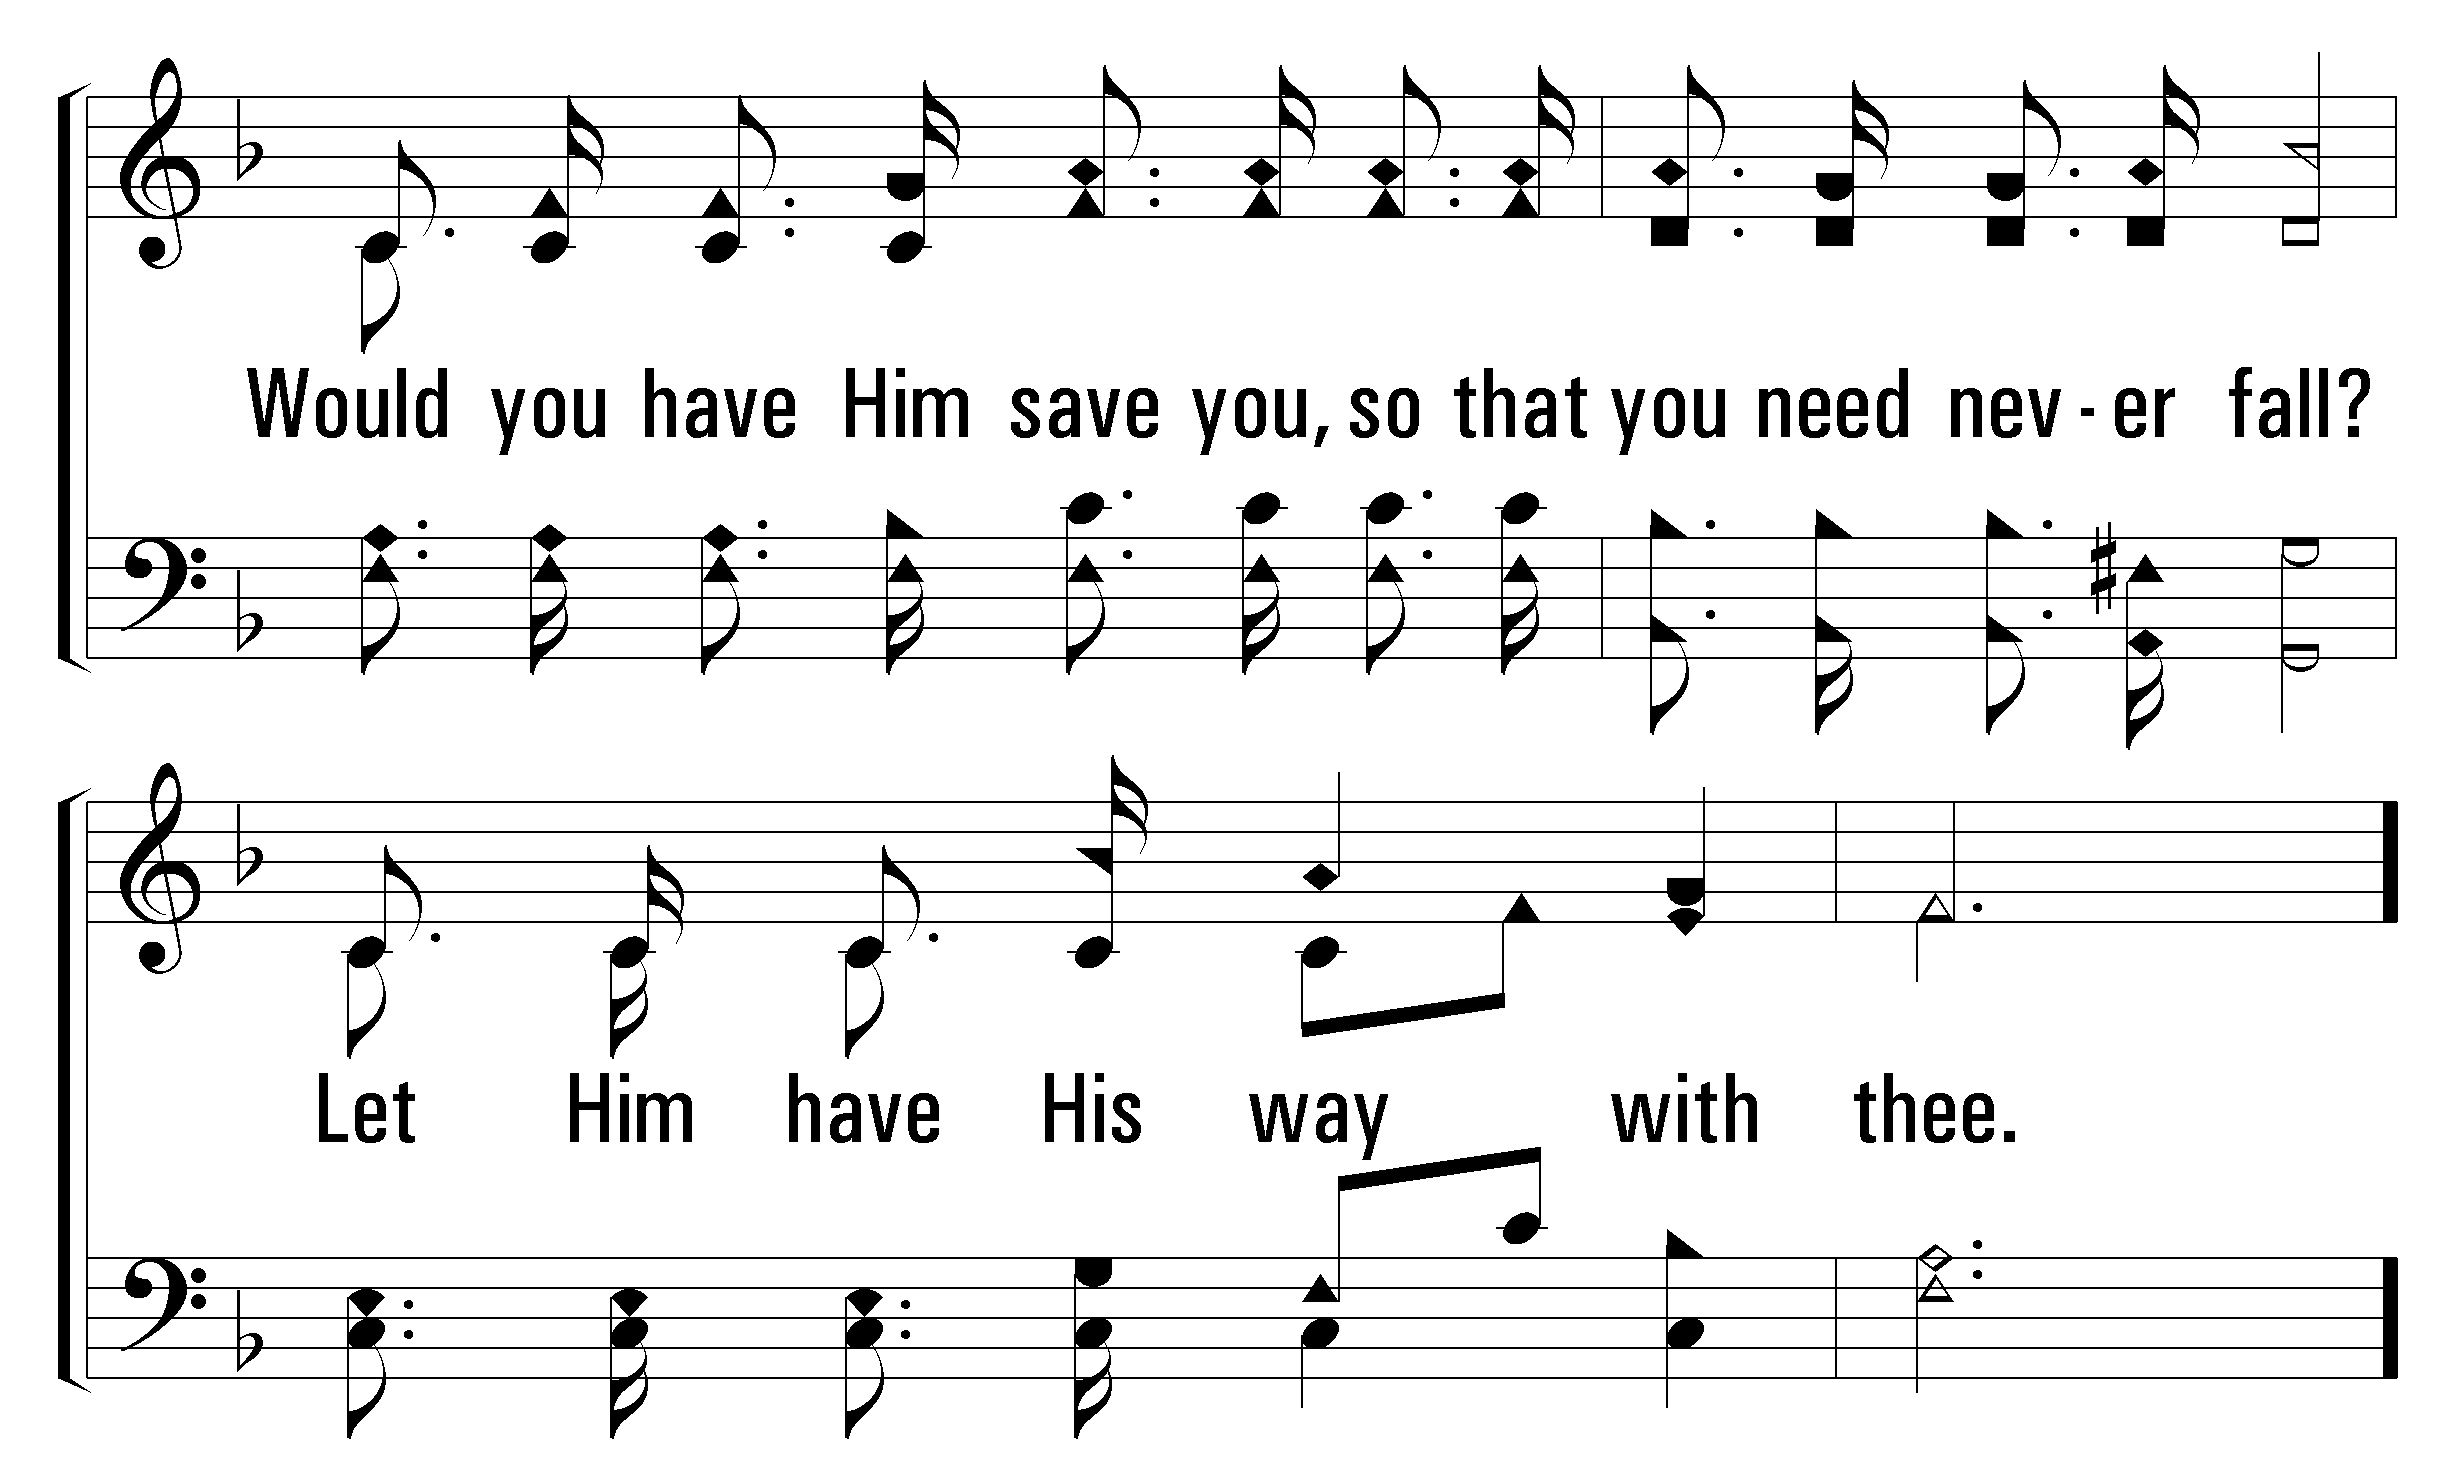 Would you have Him save you, so that you need nev - er fall?
Let Him have His way with thee.